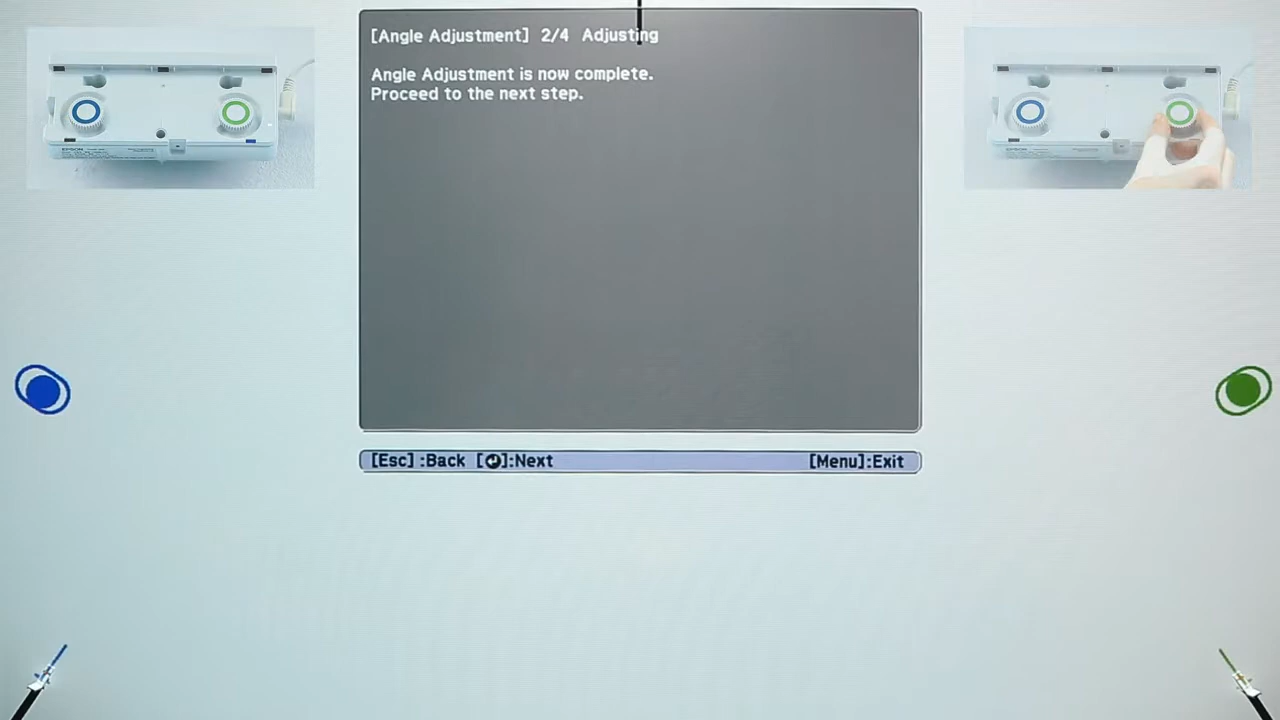 [Angle Adjustment] 2/4 Adjusting
Angle Adjustment is now complete.
Proceed to the next step.
EPSON
[Esc] :Back [↵]:Next
[Menu]:Exit